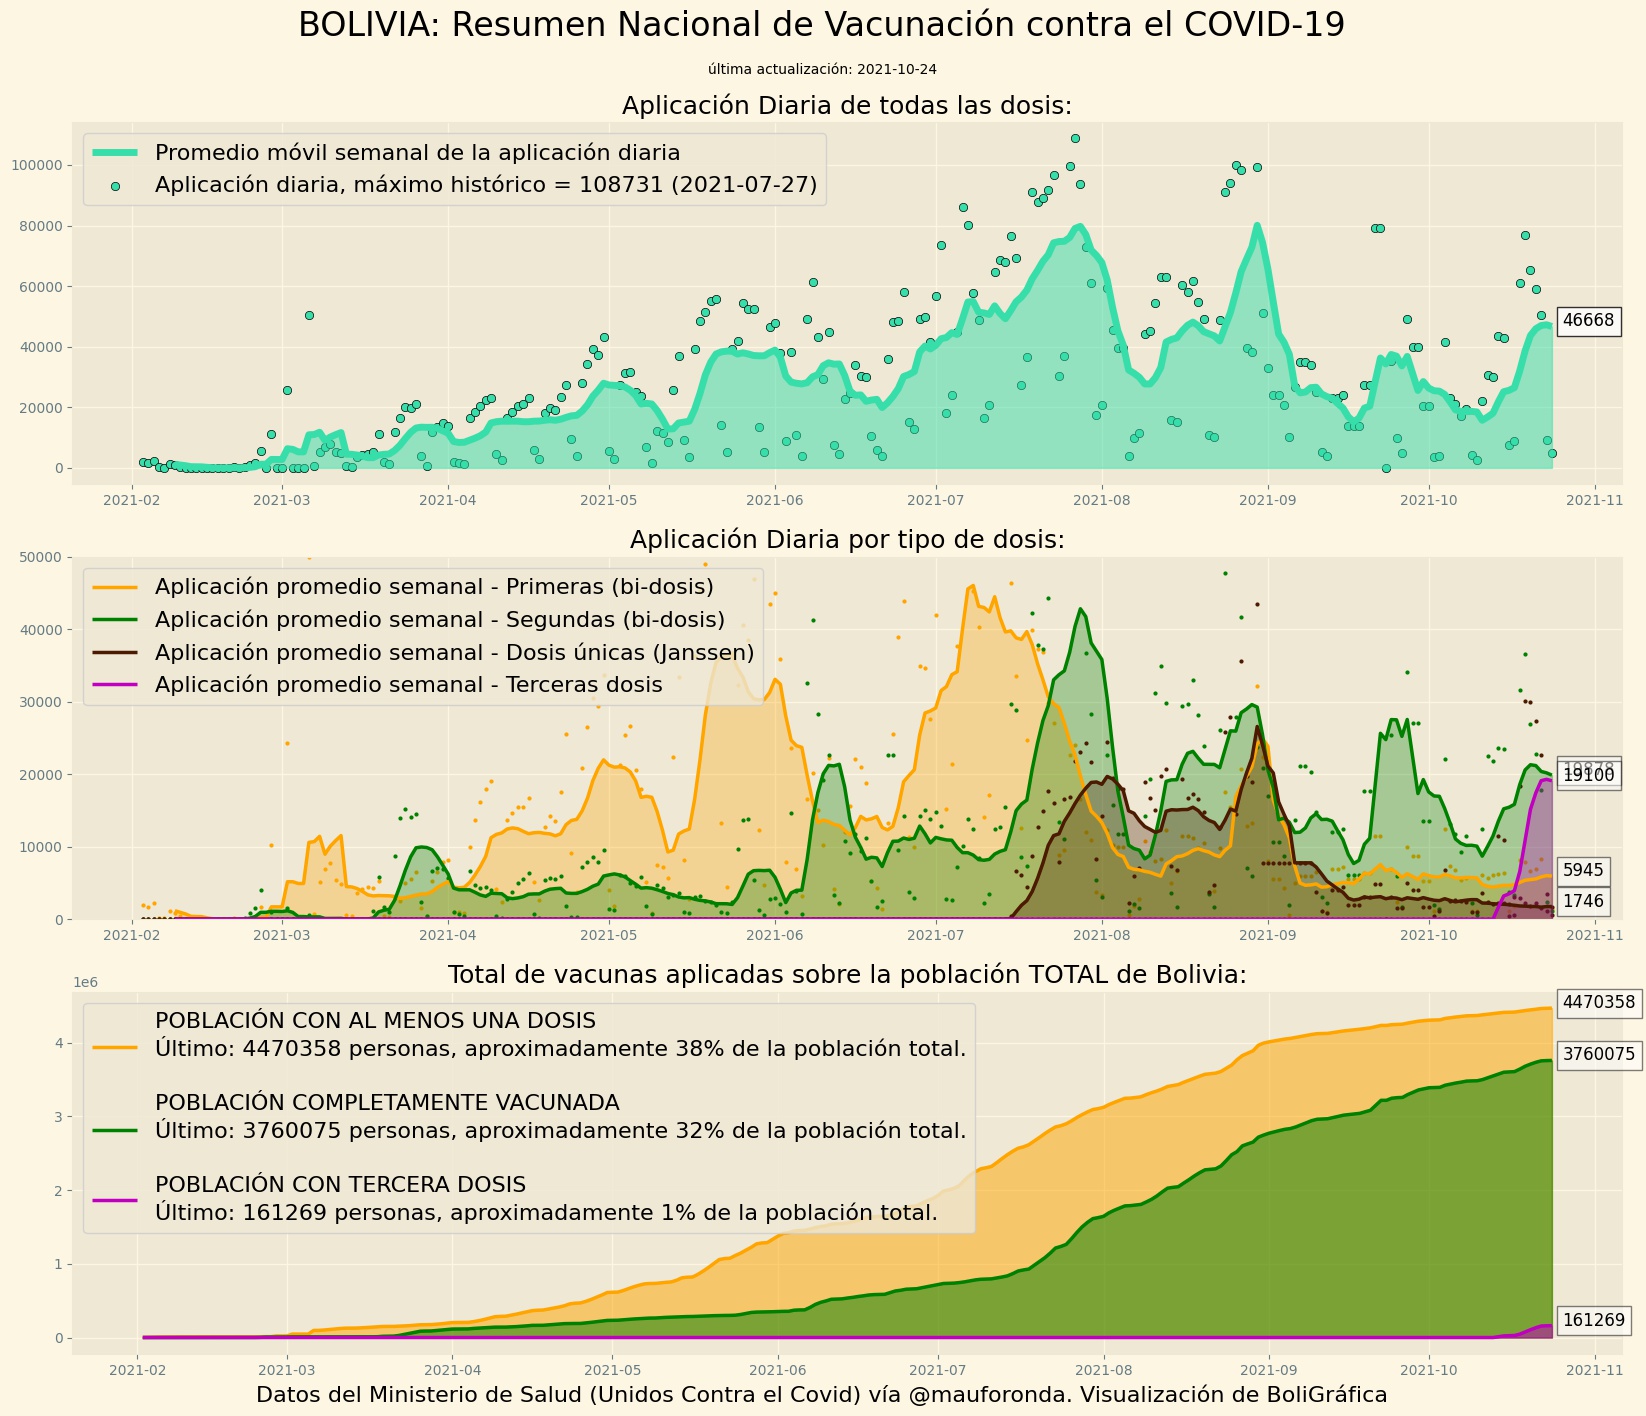 BOLIVIA: Resumen Nacional de Vacunación contra el COVID-19
última actualización: 2021-10-24
Aplicación Diaria de todas las dosis:
Promedio móvil semanal de la aplicación diaria
Aplicación diaria, máximo histórico = 108731 (2021-07-27)
100000
80000
60000
40000
20000
0
46668
2021-02 2021-03 2021-04 2021-05 2021-06 2021-07 2021-08 2021-09 2021-10 2021-11
Aplicación Diaria por tipo de dosis:
Aplicación promedio semanal - Primeras (bi-dosis)
Aplicación promedio semanal - Segundas (bi-dosis)
Aplicación promedio semanal - Dosis únicas (Janssen)
Aplicación promedio semanal - Terceras dosis
50000
40000
30000
20000
10000
0
19100
5945
1746
2021-02 2021-03 2021-04 2021-05 2021-06 2021-07 2021-08 2021-09 2021-10 2021-11
Total de vacunas aplicadas sobre la población TOTAL de Bolivia:
1e6
POBLACIÓN CON AL MENOS UNA DOSIS
Último: 4470358 personas, aproximadamente 38% de la población total.
POBLACIÓN COMPLETAMENTE VACUNADA
Último: 3760075 personas, aproximadamente 32% de la población total.
POBLACIÓN CON TERCERA DOSIS
Último: 161269 personas, aproximadamente 1% de la población total.
4
3
2
1
0
4470358
3760075
161269
2021-02 2021-03 2021-04 2021-05 2021-06 2021-07 2021-08 2021-09 2021-10 2021-11
Datos del Ministerio de Salud (Unidos Contra el Covid) vía @mauforonda. Visualización de BoliGráfica